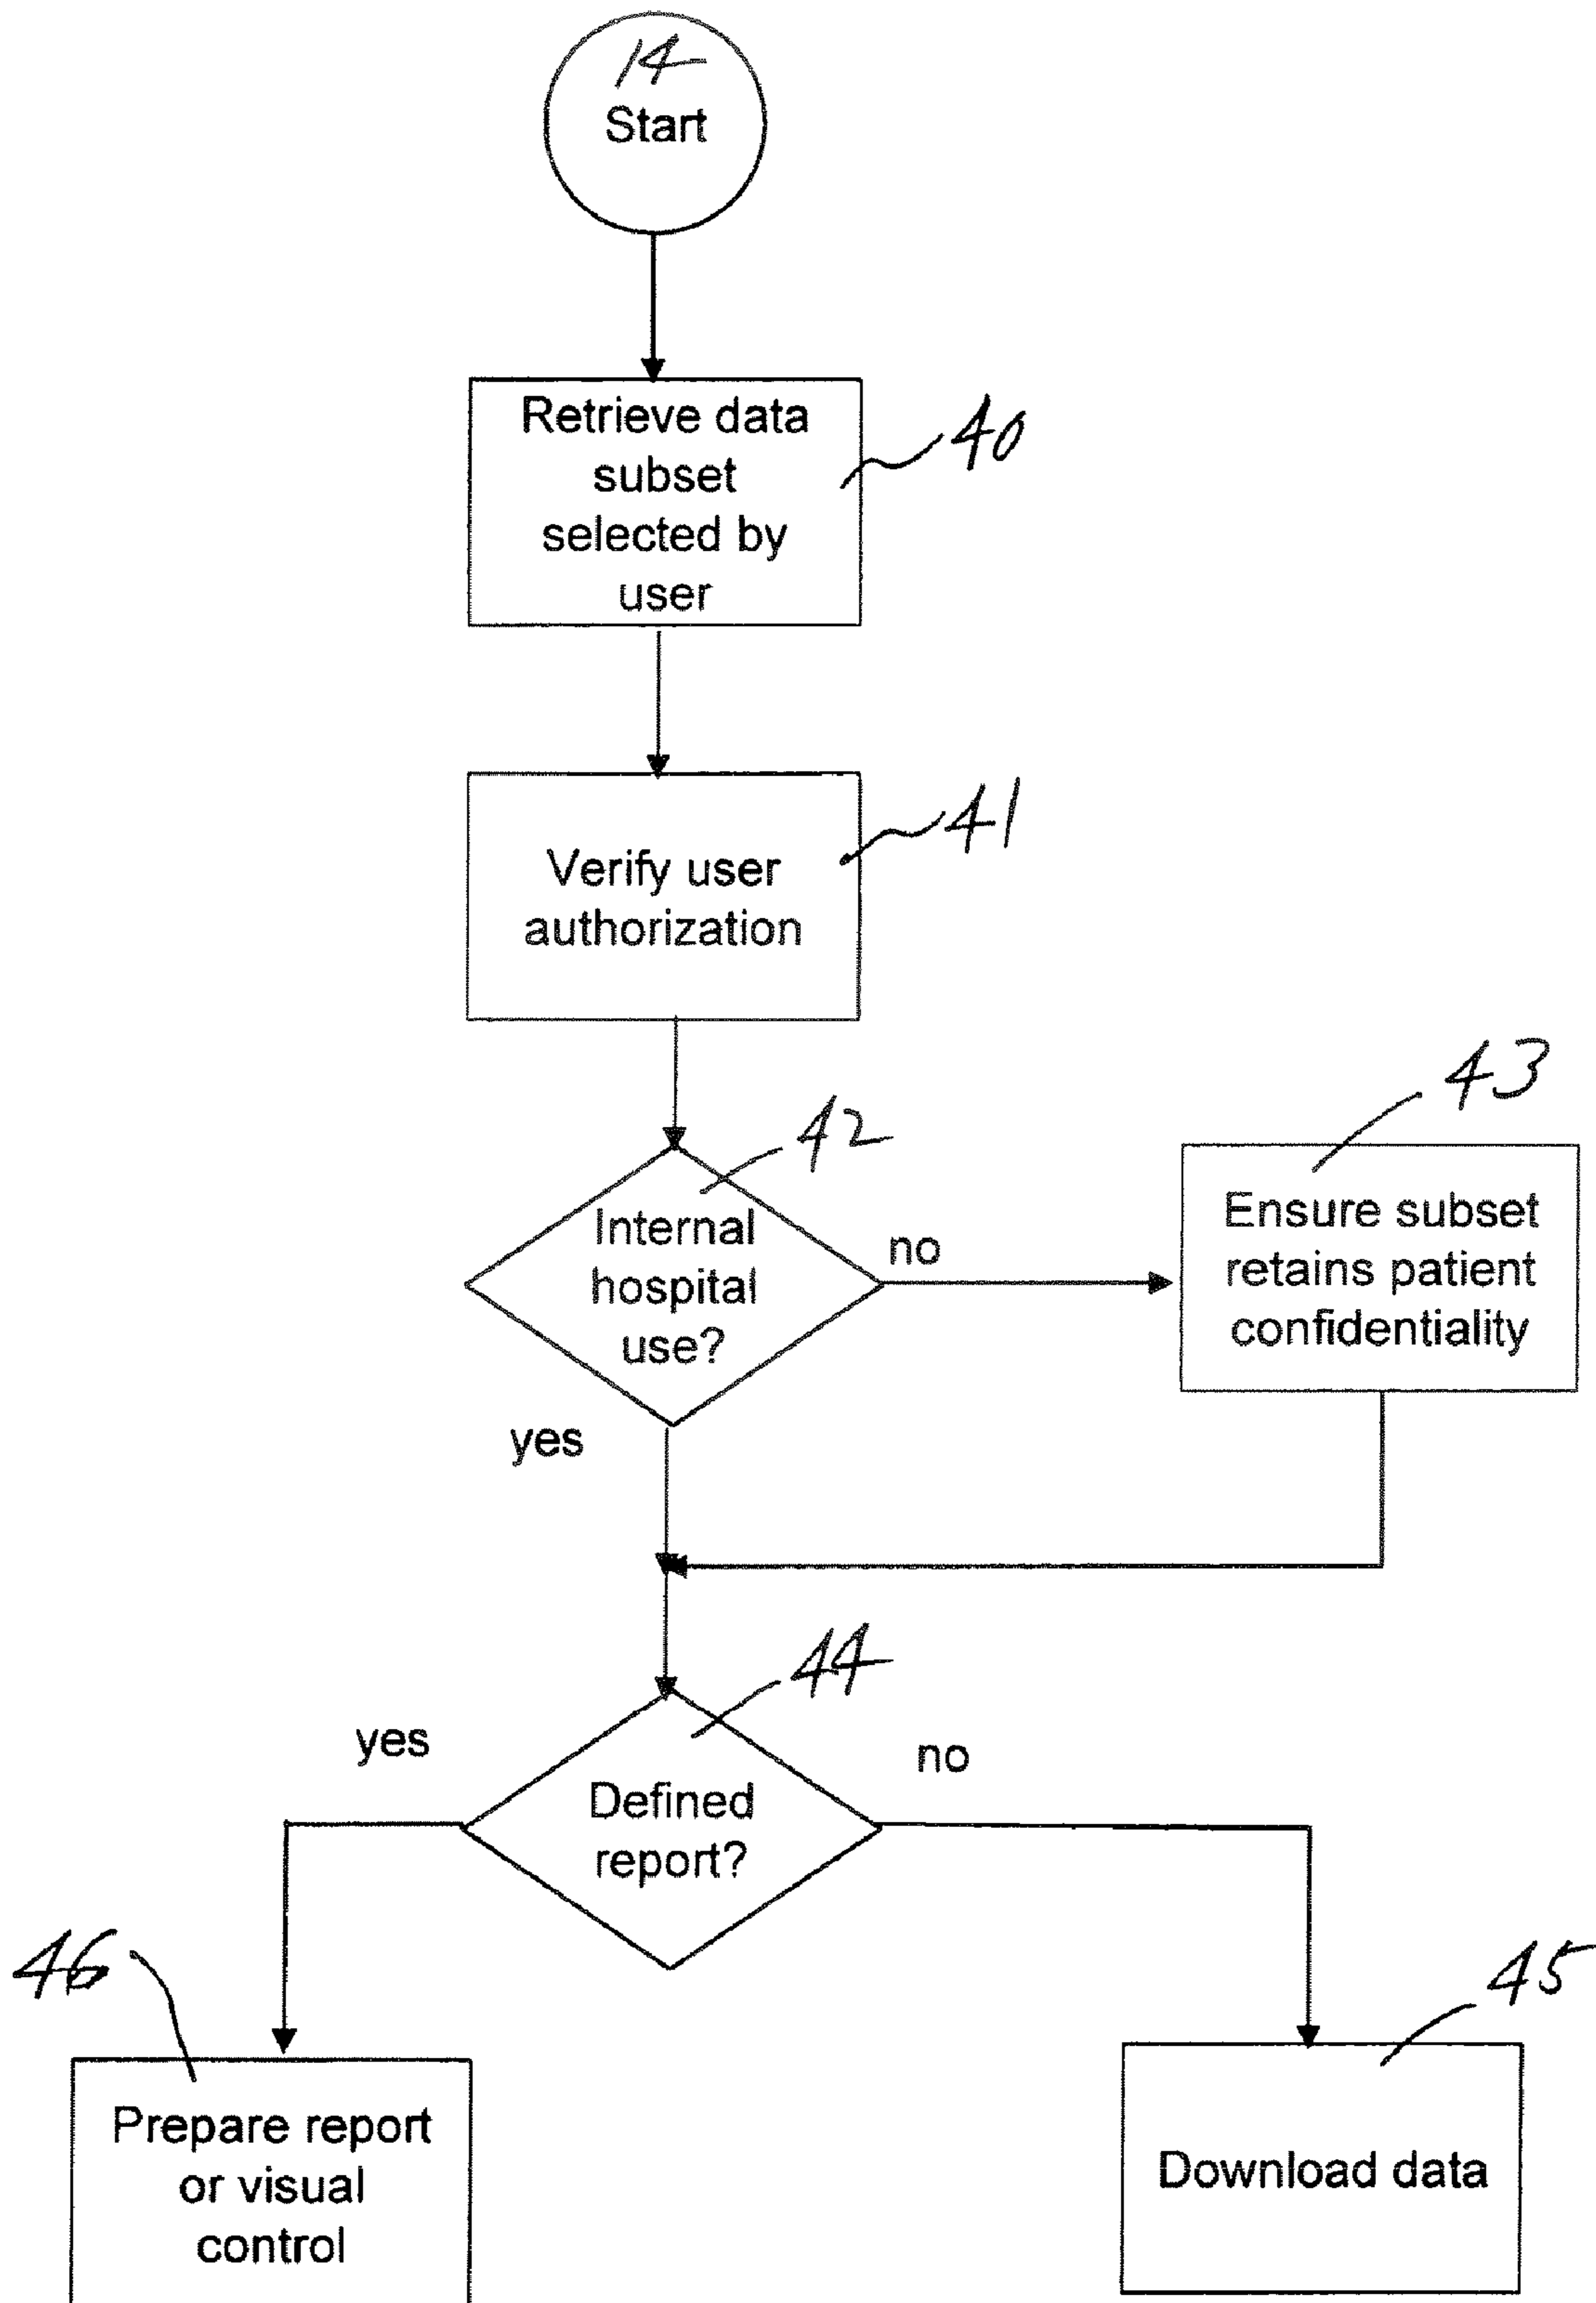 14
Start
Retrieve data
subset
selected by
user
40
Verify user
authorization
41
42
Internal
hospital
use?
no
yes
43
Ensure subset
retains patient
confidentiality
44
yes
no
Defined
report?
46
Prepare report
or visual
control
45
Download data